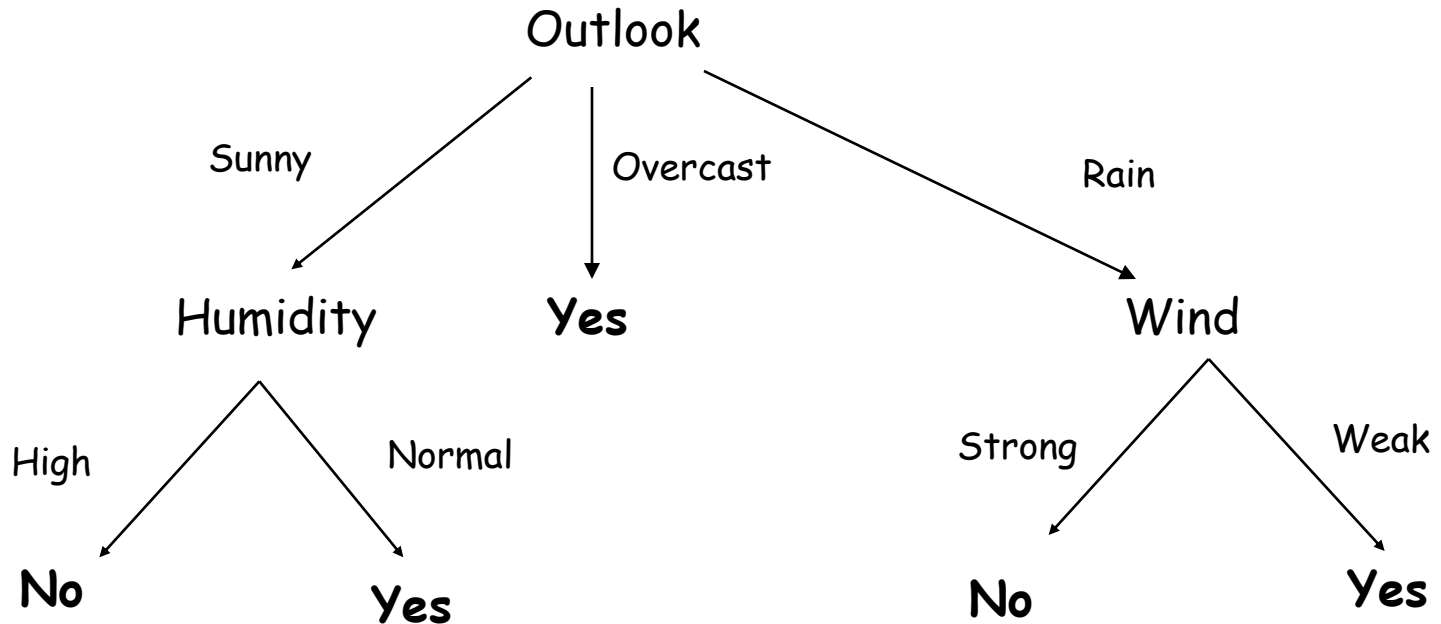 Outlook
Sunny
Overcast
Rain
Humidity
Yes
Wind
High
Normal
Strong
Weak
No
Yes
No
Yes